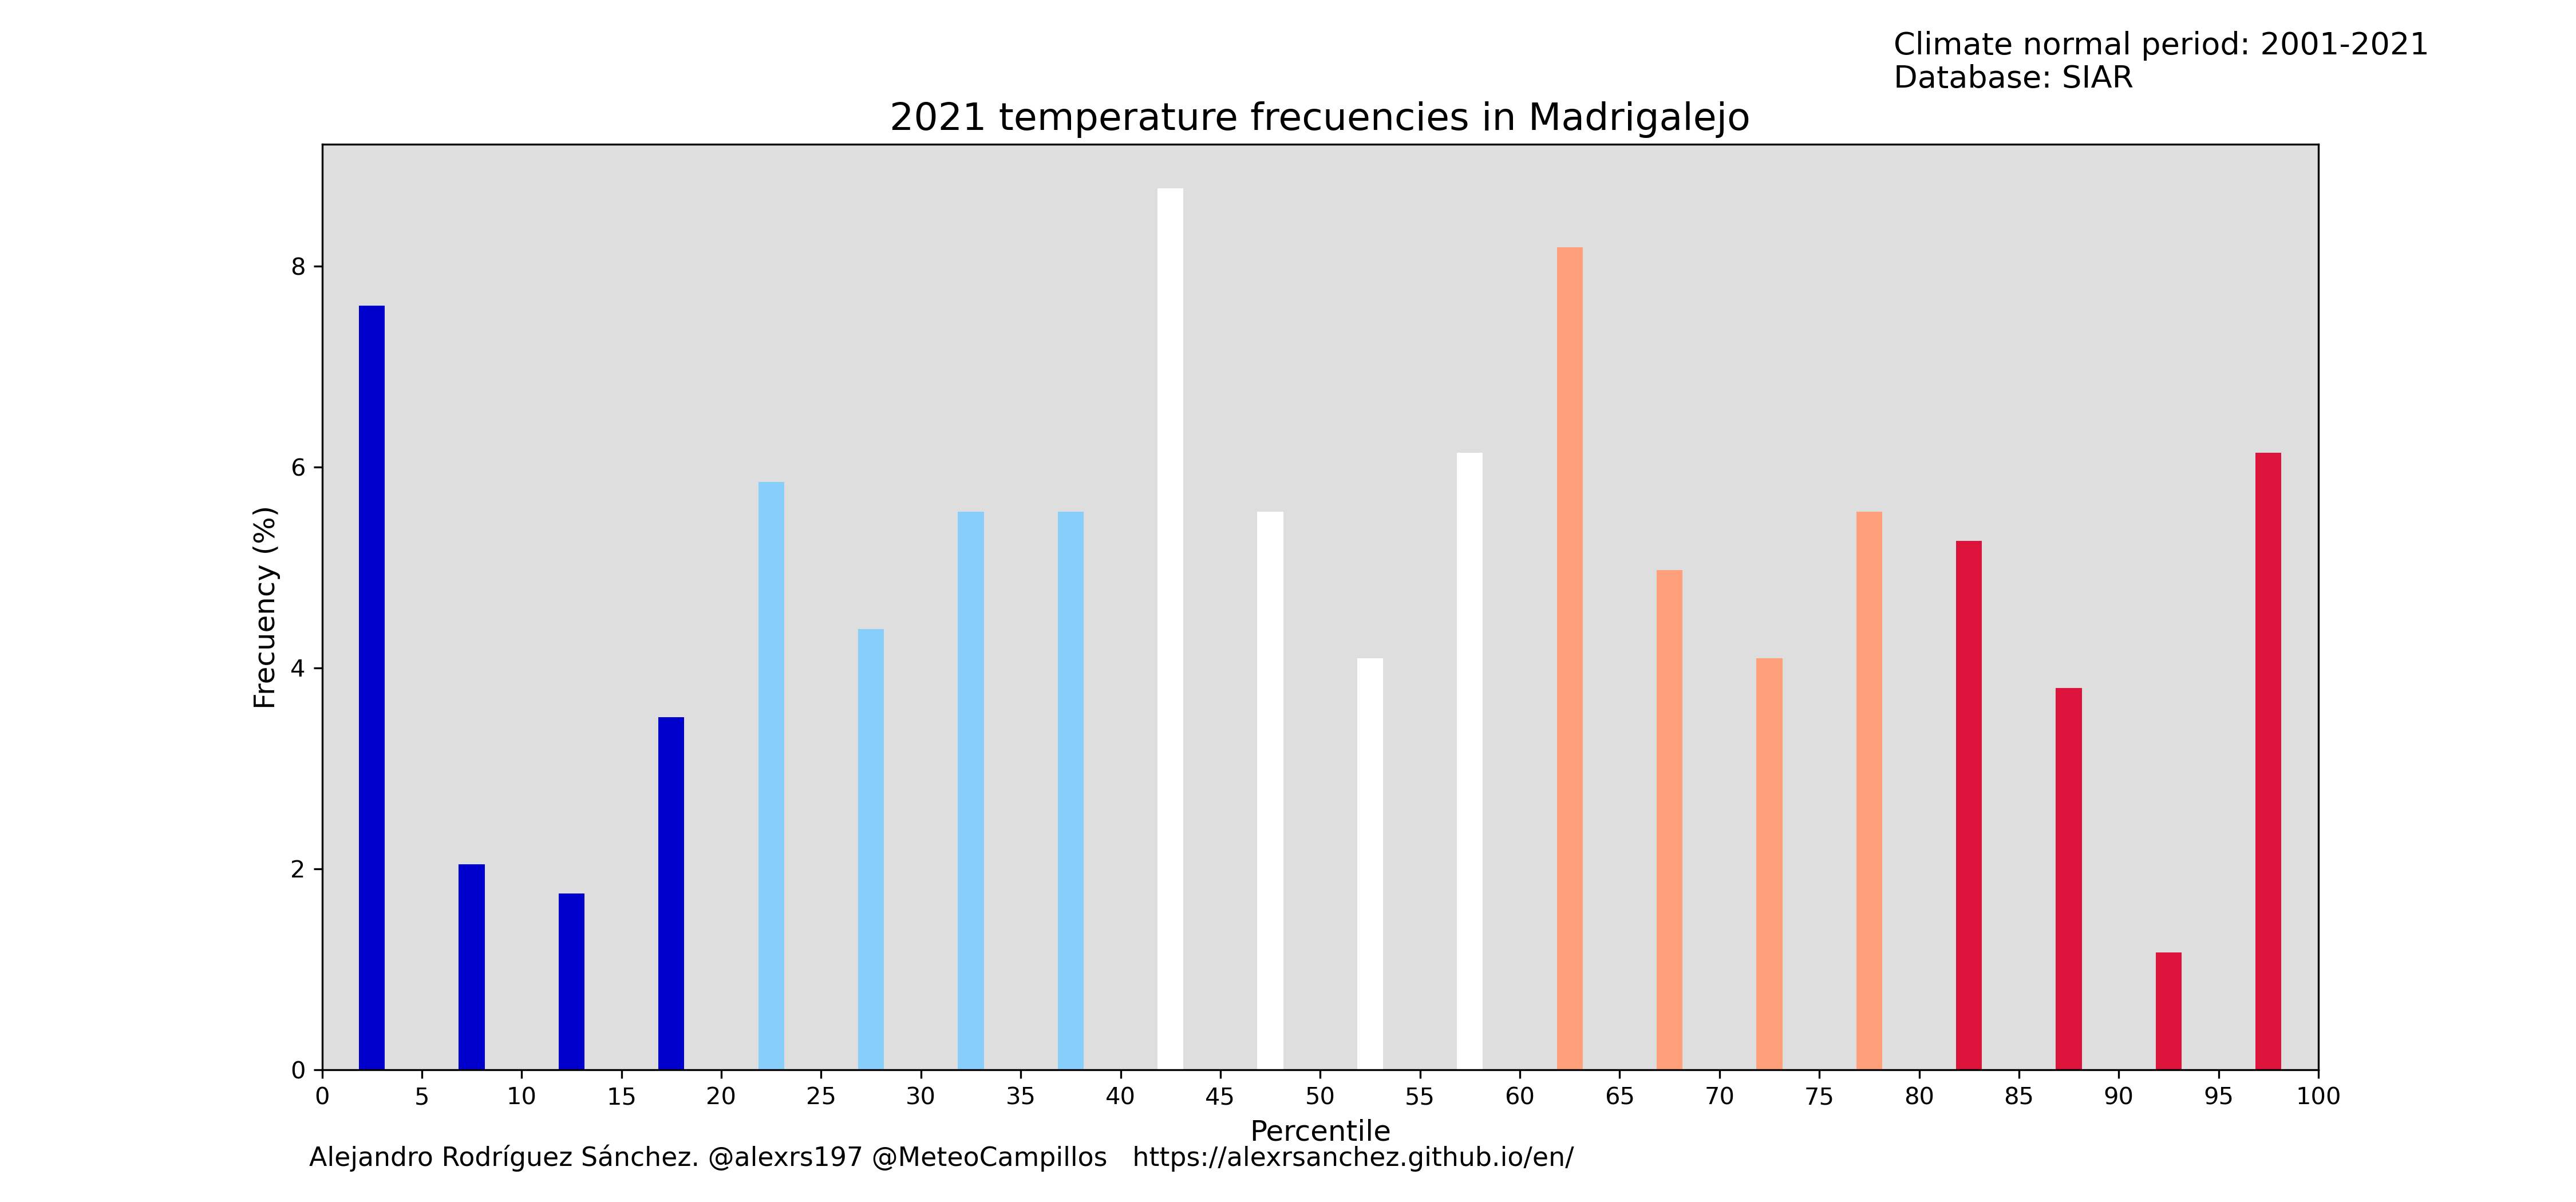 Climate normal period: 2001-2021
Database: SIAR
2021 temperature frecuencies in Madrigalejo
8
6
4
2
0
Frecuency (%)
0 5 10 15 20 25 30 35 40 45 50 55 60 65 70 75 80 85 90 95 100
Percentile
Alejandro Rodríguez Sánchez. @alexrs197 @MeteoCampillos https://alexrsanchez.github.io/en/